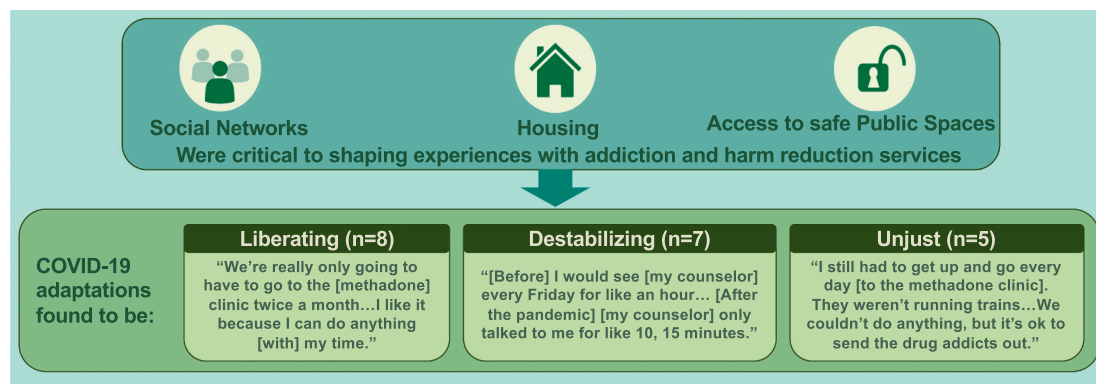 Social Networks
Housing
Access to safe Public Spaces
Were critical to shaping experiences with addiction and harm reduction services
COVID-19
adaptations
found to be:
Liberating (n=8)
“We’re really only going to
have to go to the [methadone]
clinic twice a month…I like it
because I can do anything
[with] my time.”
Destabilizing (n=7)
“[Before] I would see [my counselor]
every Friday for like an hour… [After
the pandemic] [my counselor] only
talked to me for like 10, 15 minutes.”
Unjust (n=5)
“I still had to get up and go every
day [to the methadone clinic].
They weren’t running trains…We
couldn’t do anything, but it’s ok to
send the drug addicts out.”